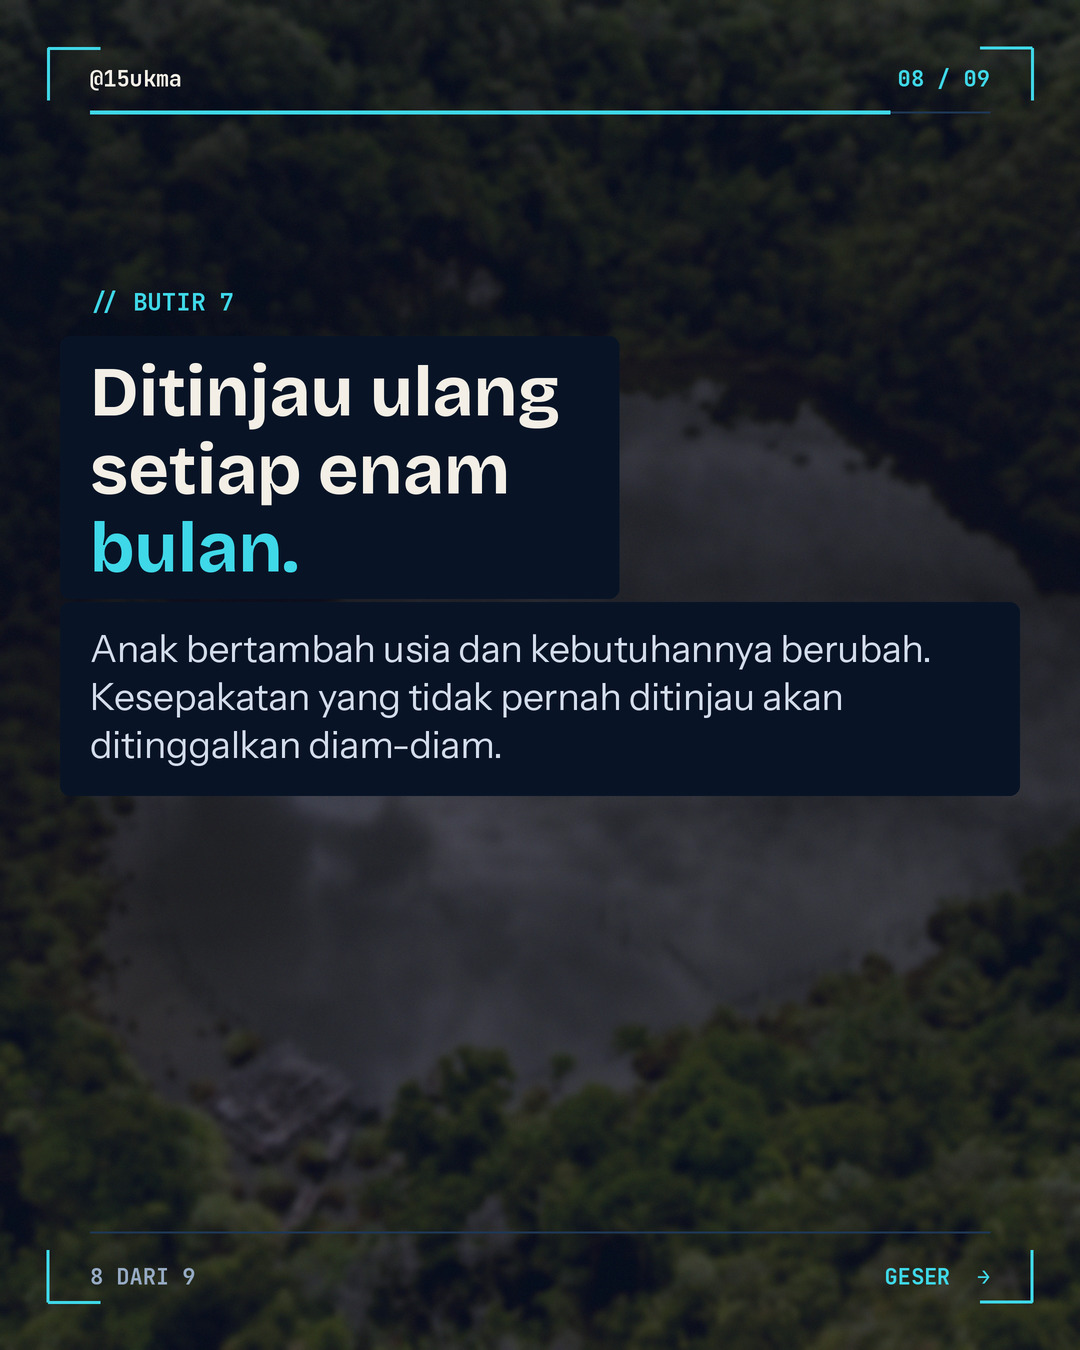 @15ukma
08 / 09
// BUTIR 7
Ditinjau ulang
setiap enam
bulan.
Anak bertambah usia dan kebutuhannya berubah.
Kesepakatan yang tidak pernah ditinjau akan
ditinggalkan diam-diam.
8 DARI 9
GESER →